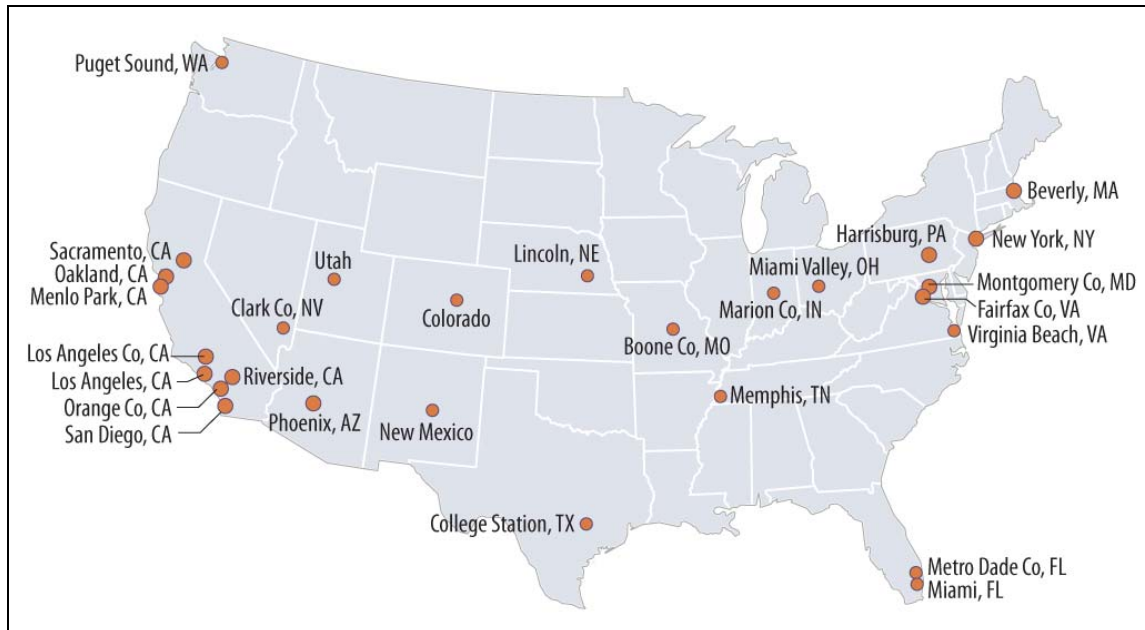 Puget Sound, WA
Beverly, MA
Harrisburg, PA
New York, NY
Sacramento, CA
Oakland, CA
Menlo Park, CA
Utah
Lincoln, NE
Miami Valley, OH
Montgomery Co, MD
Fairfax Co, VA
Clark Co, NV
Colorado
Marion Co, IN
Virginia Beach, VA
Boone Co, MO
Los Angeles Co, CA
Los Angeles, CA
Riverside, CA
Orange Co, CA
San Diego, CA
Phoenix, AZ
New Mexico
Memphis, TN
College Station, TX
Metro Dade Co, FL
Miami, FL